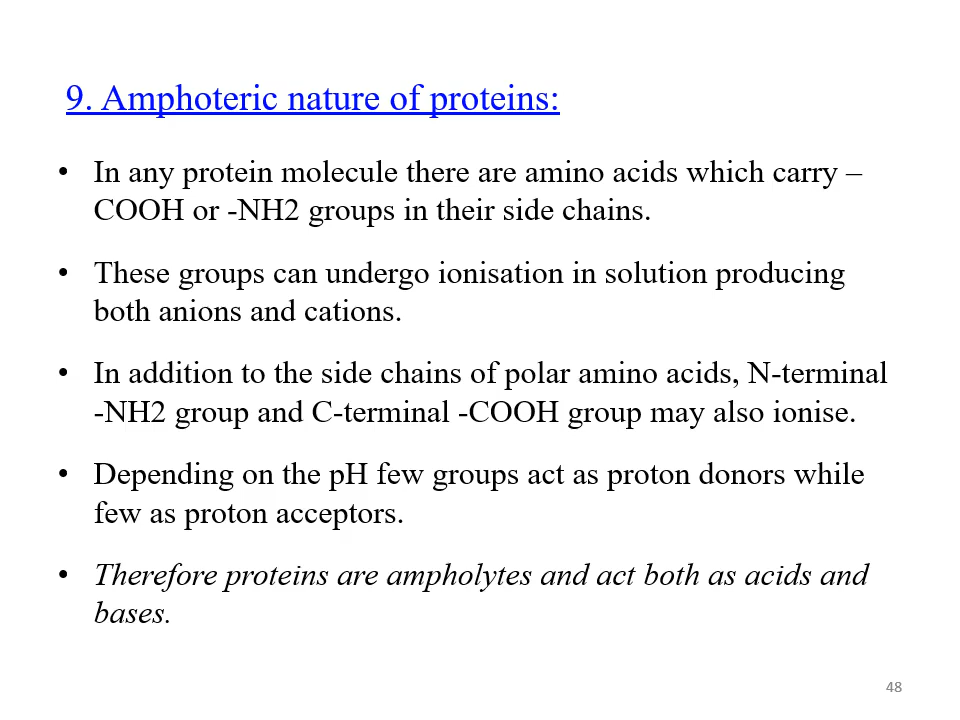 9. Amphoteric nature of proteins:
• In any protein molecule there are amino acids which carry –
COOH or -NH2 groups in their side chains.
• These groups can undergo ionisation in solution producing
both anions and cations.
• In addition to the side chains of polar amino acids, N-terminal
-NH2 group and C-terminal -COOH group may also ionise.
• Depending on the pH few groups act as proton donors while
few as proton acceptors.
• Therefore proteins are ampholytes and act both as acids and
bases.
48